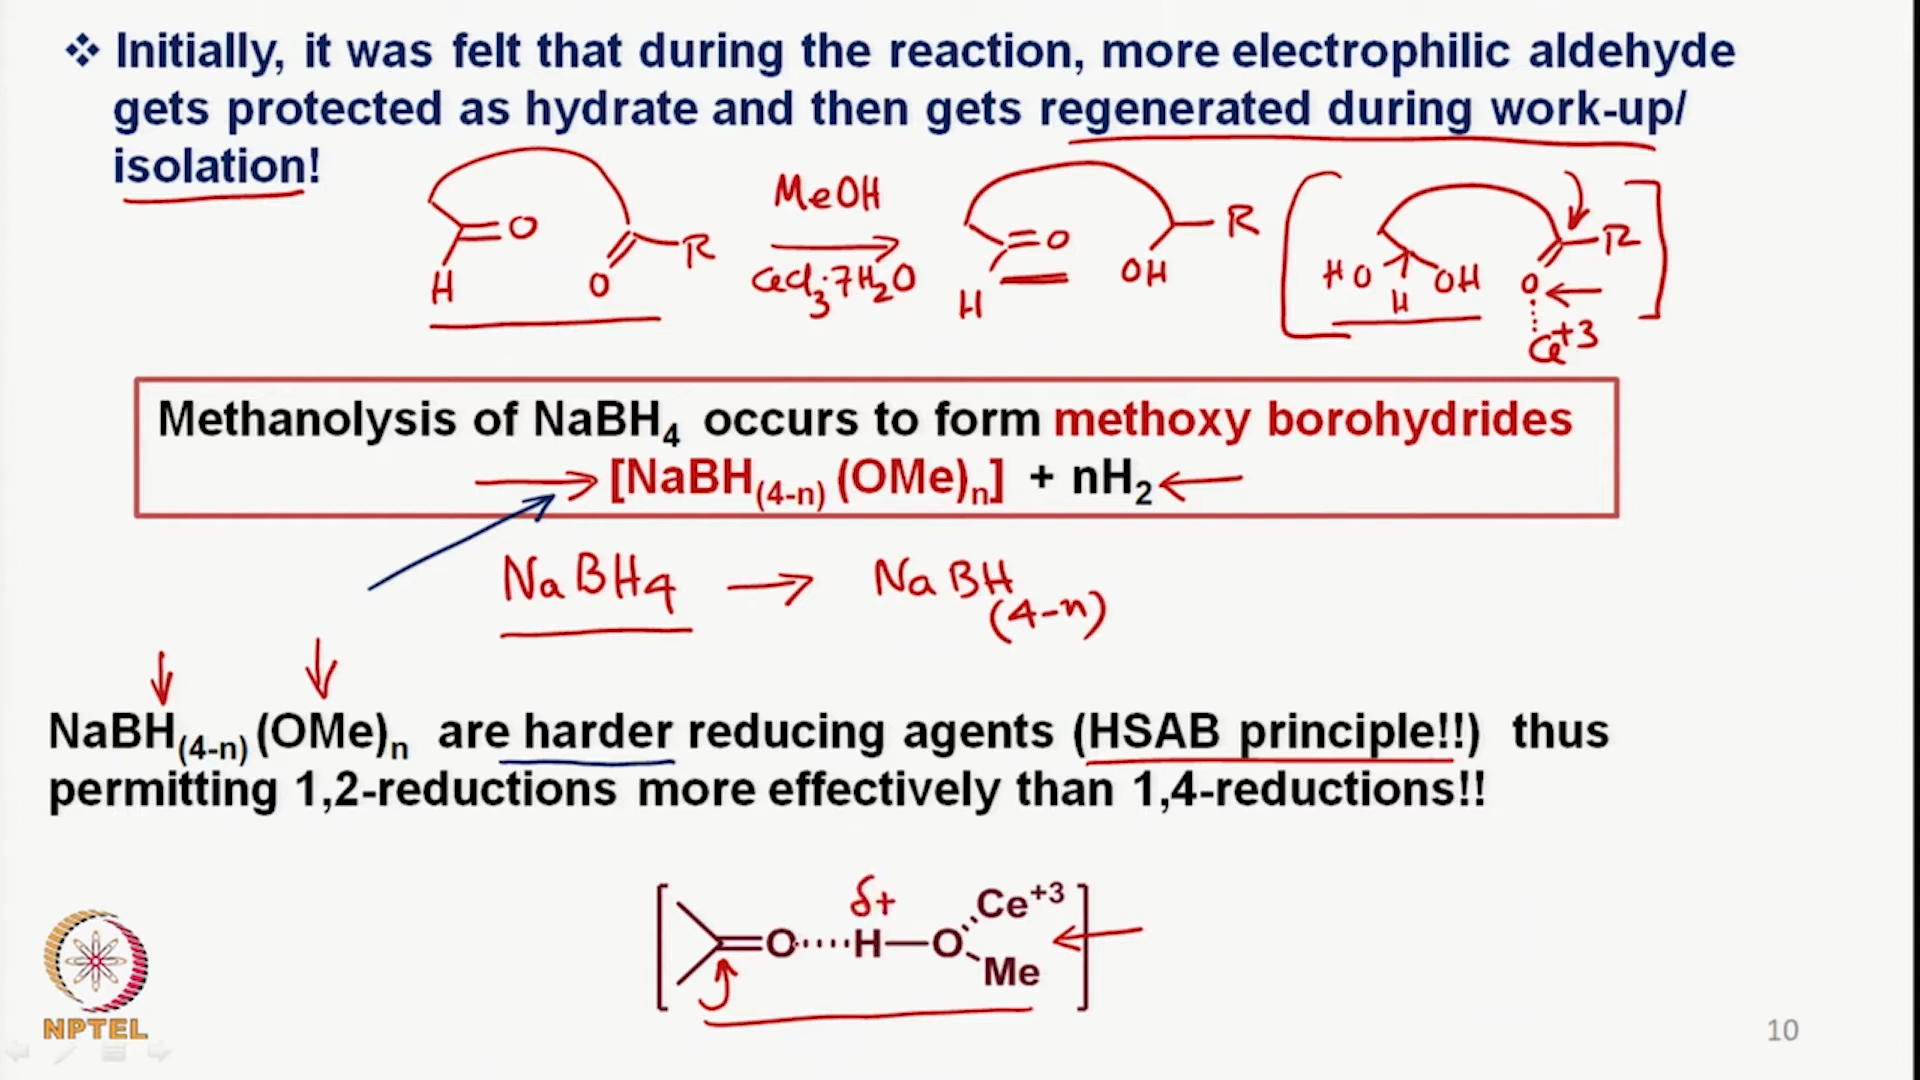 ❖ Initially, it was felt that during the reaction, more electrophilic aldehyde
gets protected as hydrate and then gets regenerated during work-up/
isolation!
H O O R
MeOH
CeCl3·7H2O
H O OH R
HO H OH O R Ce+3
Methanolysis of NaBH4 occurs to form methoxy borohydrides
[NaBH(4-n) (OMe)n] + nH2
NaBH4 → NaBH(4-n)
NaBH(4-n) (OMe)n are harder reducing agents (HSAB principle!!) thus
permitting 1,2-reductions more effectively than 1,4-reductions!!
δ+ Ce+3
O H O
Me
NPTEL
10